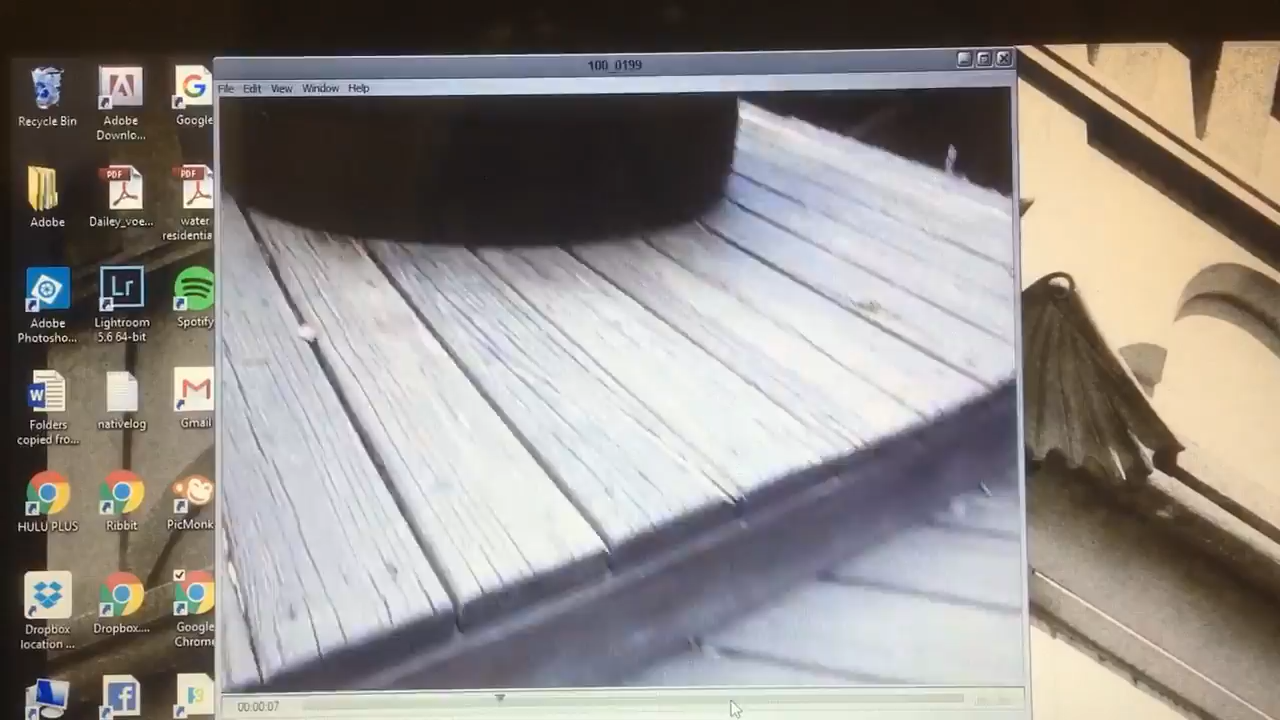 100_0199
File Edit View Window Help
Recycle Bin
Adobe
Downlo...
Google
Adobe
Dailey_voe...
water
residentia
Adobe
Photosho...
Lightroom
5.6 64-bit
Spotify
Folders
copied fro...
nativelog
Gmail
HULU PLUS
Ribbit
PicMonk
Dropbox
location ...
Dropbox....
Google
Chrome
PDF
PDF
Lr
00:00:07